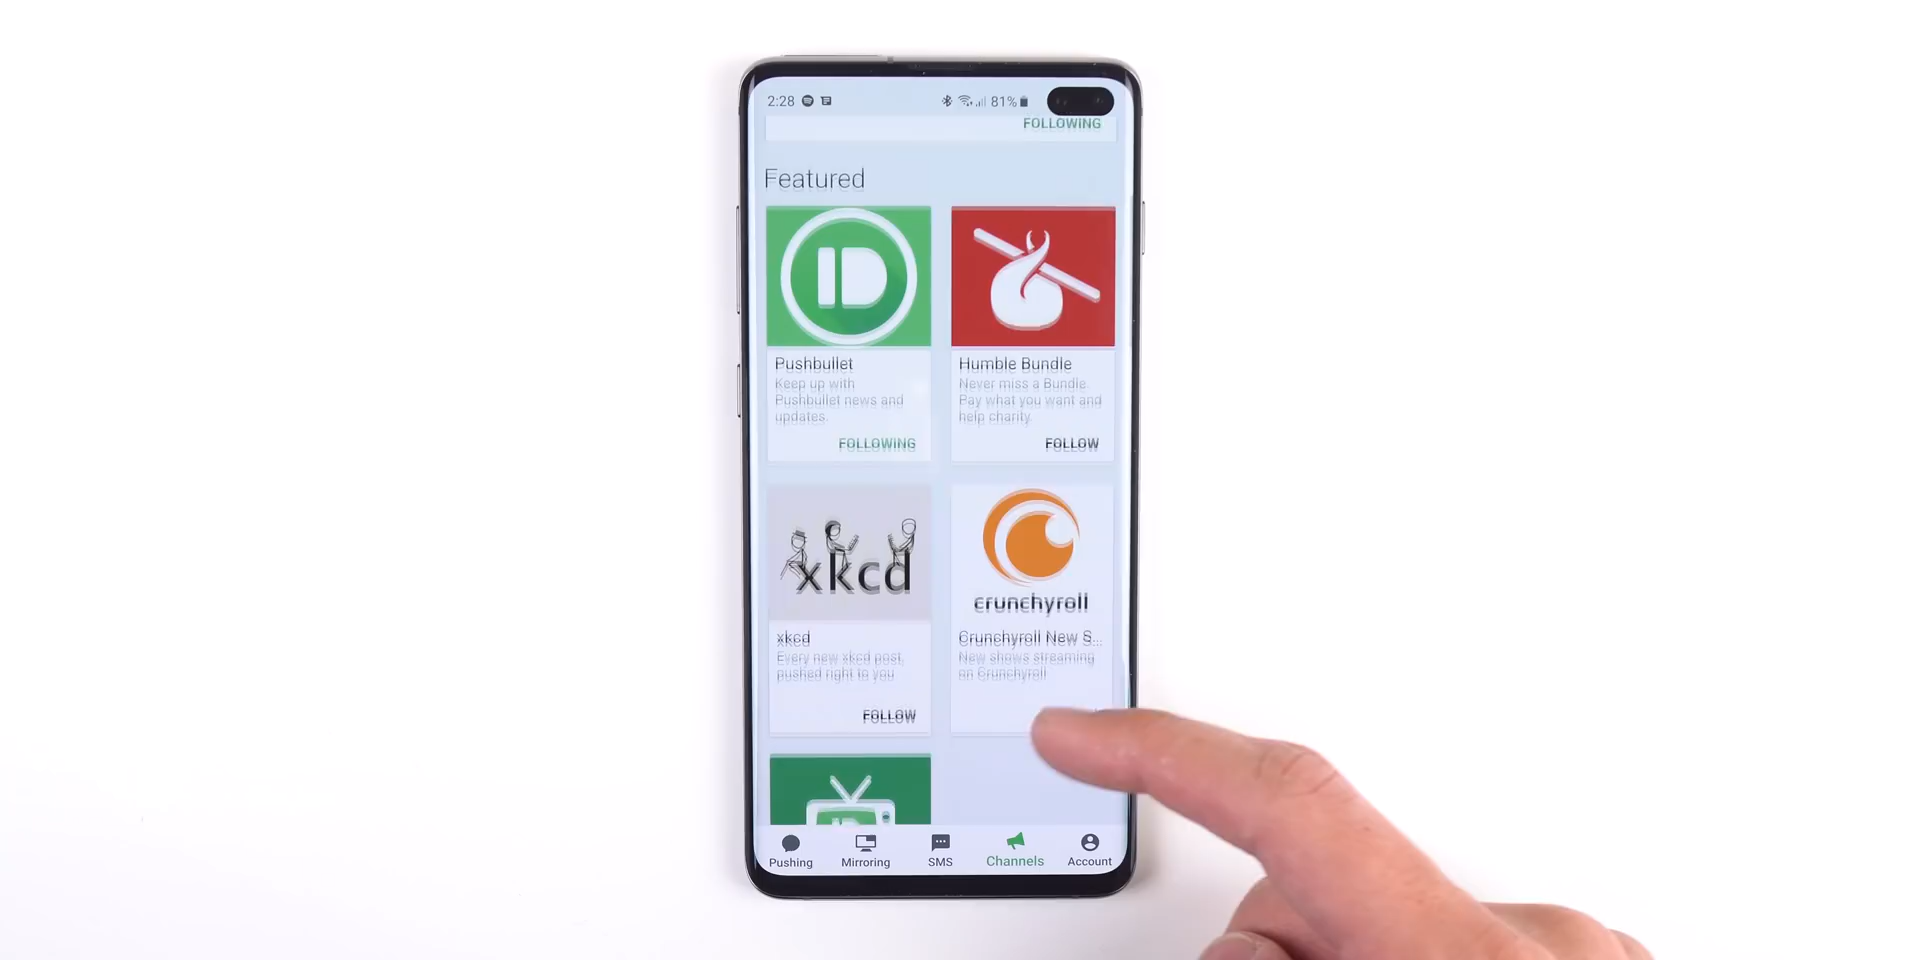 2:28
81%
FOLLOWING
Featured
Pushbullet
Keep up with
Pushbullet news and
updates.
FOLLOWING
Humble Bundle
Never miss a Bundle.
Pay what you want and
help charity.
FOLLOW
xkcd
xkcd
Every new xkcd post,
pushed right to you
FOLLOW
crunchyroll
Crunchyroll New S...
New shows streaming
on Crunchyroll
Pushing
Mirroring
SMS
Channels
Account